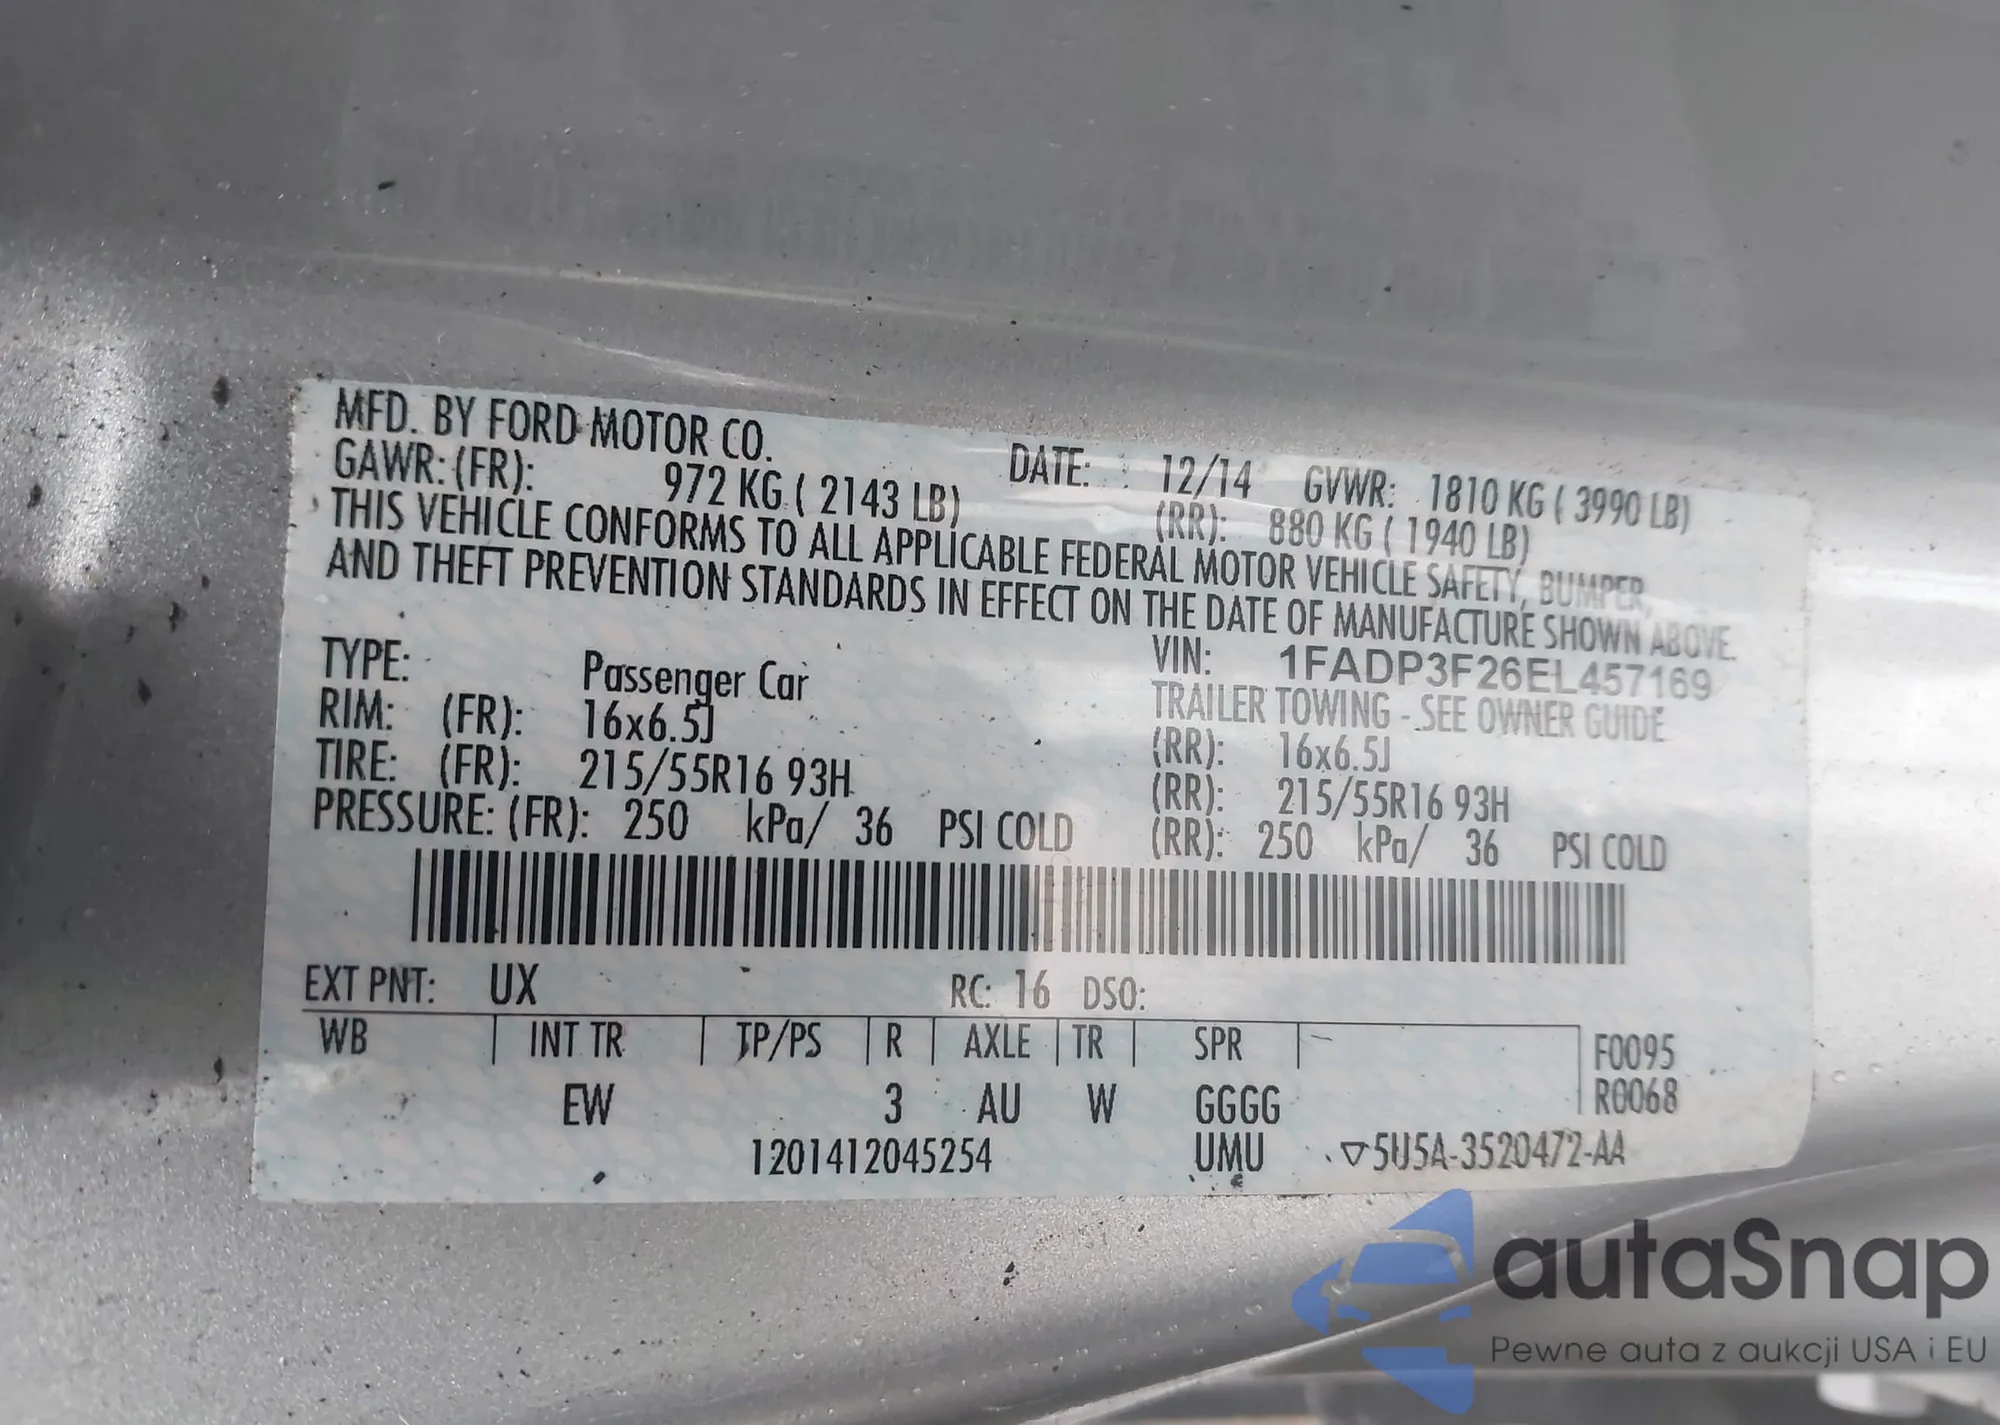 MFD. BY FORD MOTOR CO.
DATE: 12/14 GVWR: 1810 KG ( 3990 LB)
GAWR: (FR): 972 KG ( 2143 LB) (RR): 880 KG ( 1940 LB)
THIS VEHICLE CONFORMS TO ALL APPLICABLE FEDERAL MOTOR VEHICLE SAFETY, BUMPER,
AND THEFT PREVENTION STANDARDS IN EFFECT ON THE DATE OF MANUFACTURE SHOWN ABOVE.
TYPE: Passenger Car VIN: 1FADP3F26EL457169
TRAILER TOWING - SEE OWNER GUIDE
RIM: (FR): 16x6.5J (RR): 16x6.5J
TIRE: (FR): 215/55R16 93H (RR): 215/55R16 93H
PRESSURE: (FR): 250 kPa/ 36 PSI COLD (RR): 250 kPa/ 36 PSI COLD
EXT PNT: UX RC: 16 DSO:
WB INT TR TP/PS R AXLE TR SPR F0095
EW 3 AU W GGGG R0068
1201412045254 UMU ▽5U5A-3520472-AA
autaSnap
Pewne auta z aukcji USA i EU